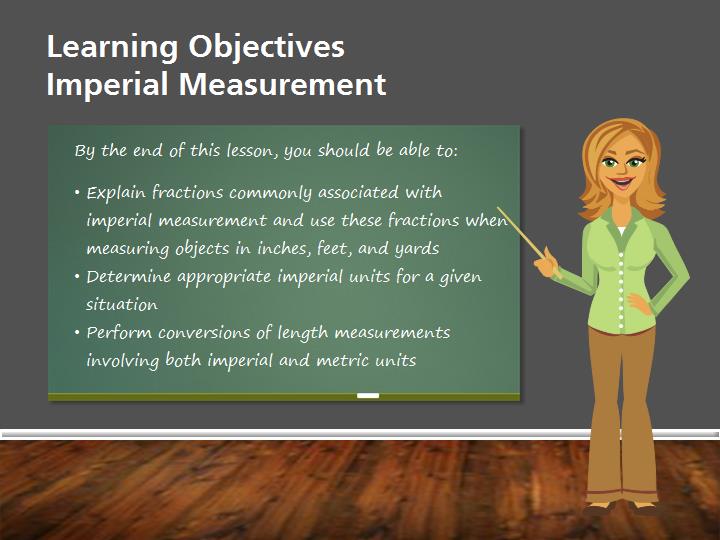 Learning Objectives
Imperial Measurement
By the end of this lesson, you should be able to:
• Explain fractions commonly associated with
imperial measurement and use these fractions when
measuring objects in inches, feet, and yards
• Determine appropriate imperial units for a given
situation
• Perform conversions of length measurements
involving both imperial and metric units